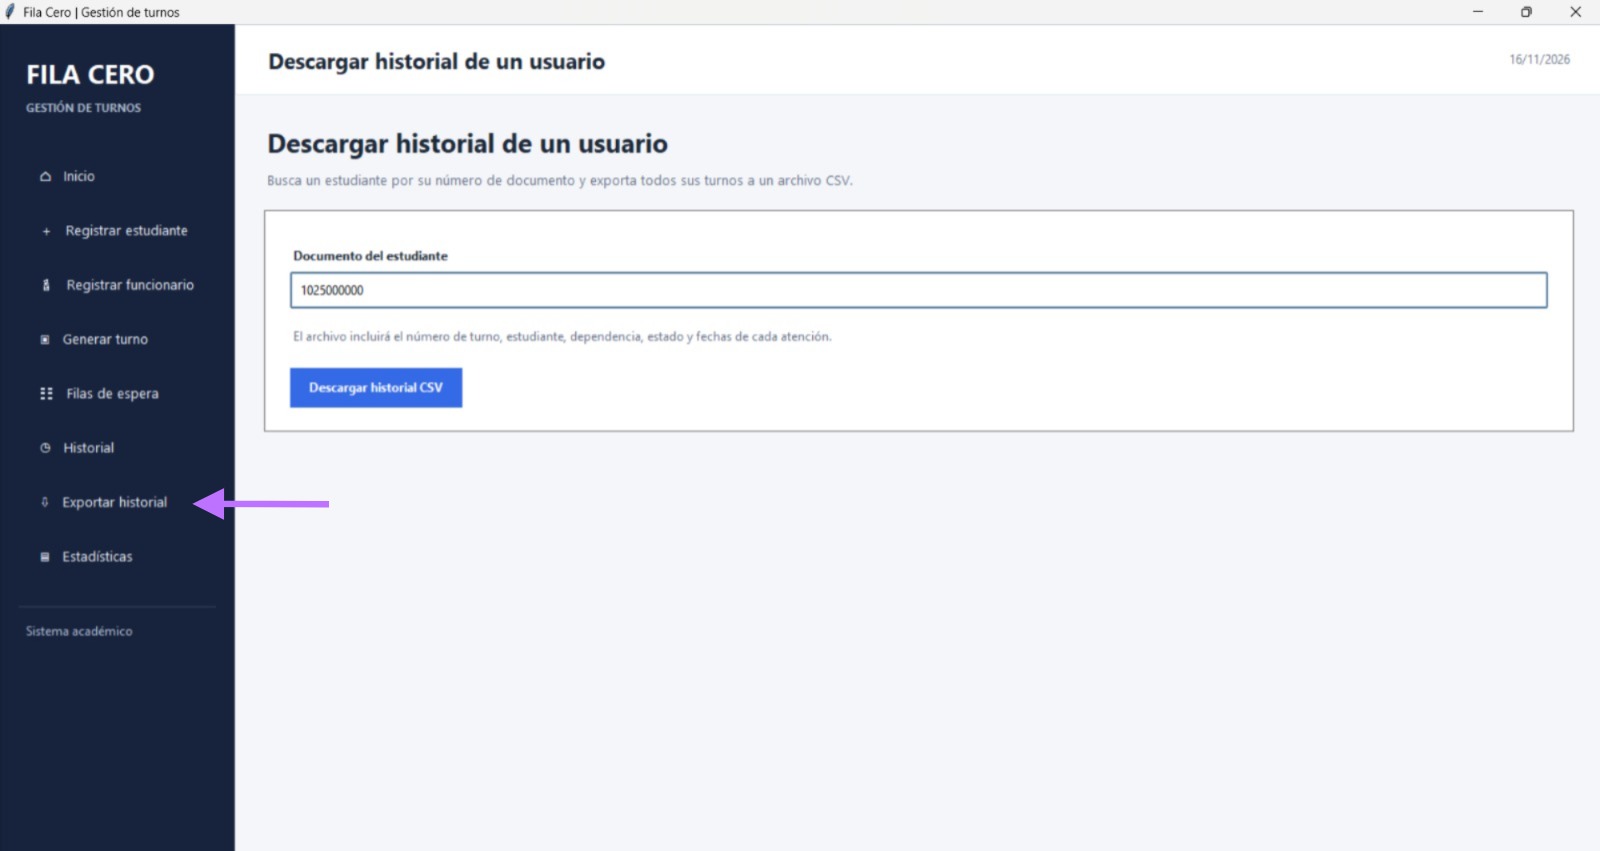 Fila Cero | Gestión de turnos
FILA CERO
GESTIÓN DE TURNOS
Inicio
+ Registrar estudiante
Registrar funcionario
Generar turno
Filas de espera
Historial
Exportar historial
Estadísticas
Sistema académico
Descargar historial de un usuario
16/11/2026
Descargar historial de un usuario
Busca un estudiante por su número de documento y exporta todos sus turnos a un archivo CSV.
Documento del estudiante
1025000000
El archivo incluirá el número de turno, estudiante, dependencia, estado y fechas de cada atención.
Descargar historial CSV